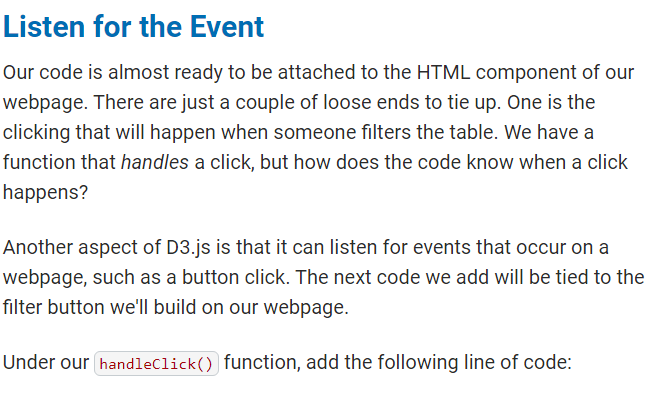 Listen for the Event
Our code is almost ready to be attached to the HTML component of our
webpage. There are just a couple of loose ends to tie up. One is the
clicking that will happen when someone filters the table. We have a
function that handles a click, but how does the code know when a click
happens?
Another aspect of D3.js is that it can listen for events that occur on a
webpage, such as a button click. The next code we add will be tied to the
filter button we'll build on our webpage.
Under our handleClick() function, add the following line of code: